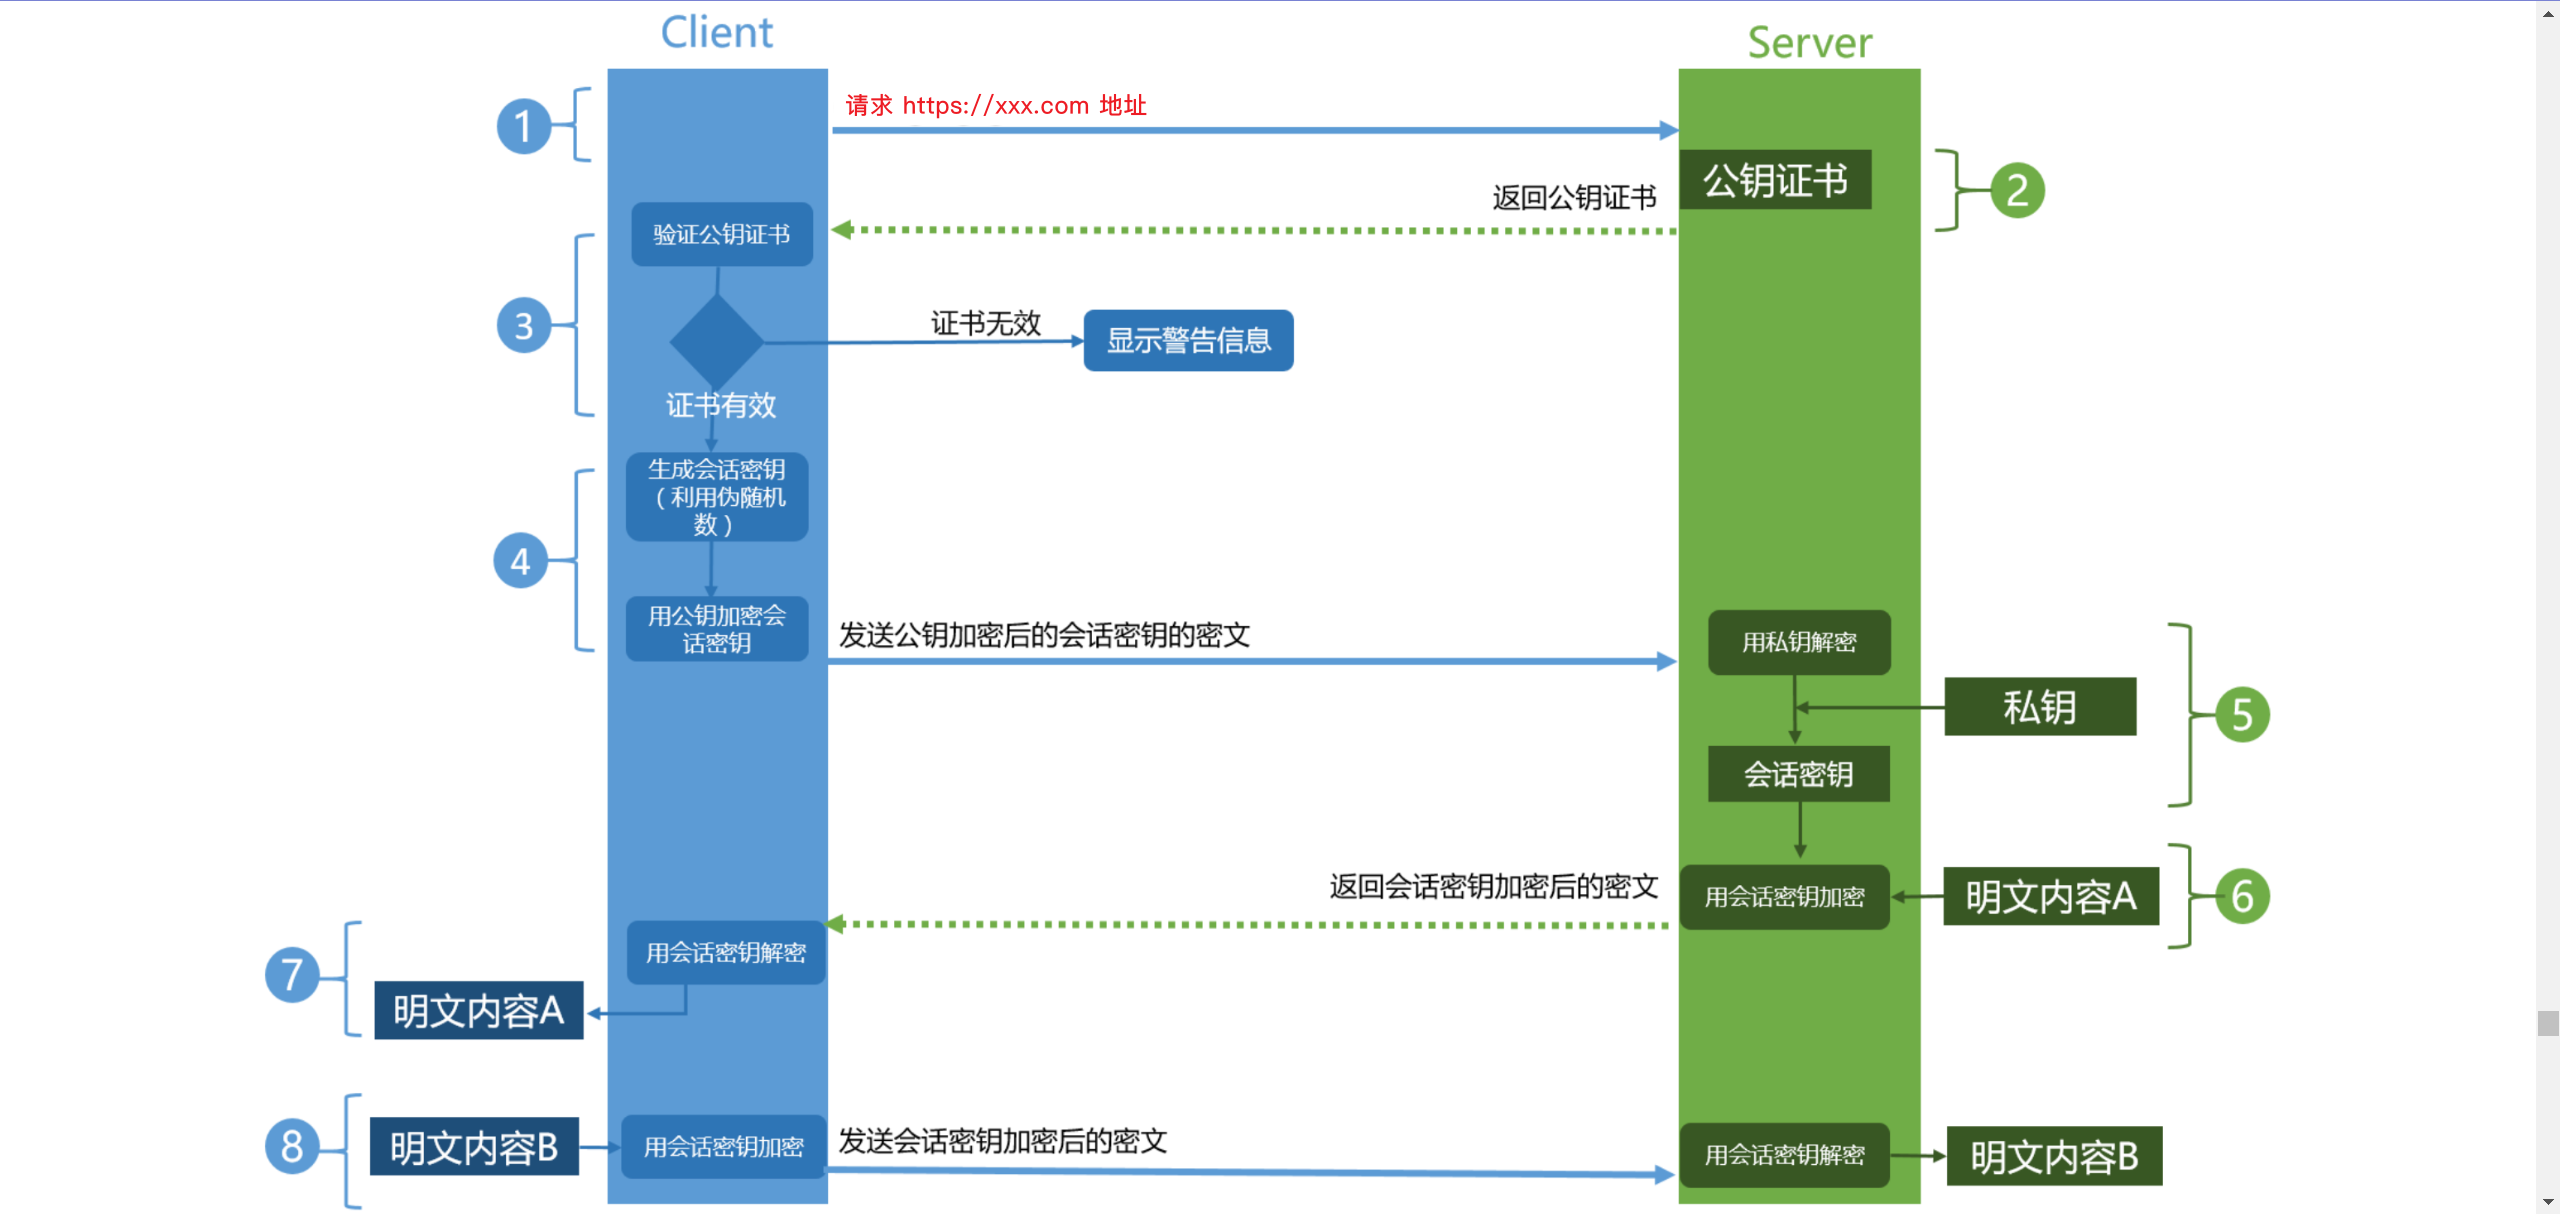 Client
Server
1
请求 https://xxx.com 地址
公钥证书
2
返回公钥证书
验证公钥证书
3
证书无效
显示警告信息
证书有效
生成会话密钥
（利用伪随机
数）
4
用公钥加密会
话密钥
发送公钥加密后的会话密钥的密文
用私钥解密
私钥
5
会话密钥
返回会话密钥加密后的密文
用会话密钥加密
明文内容A
6
用会话密钥解密
7
明文内容A
8
明文内容B
用会话密钥加密
发送会话密钥加密后的密文
用会话密钥解密
明文内容B